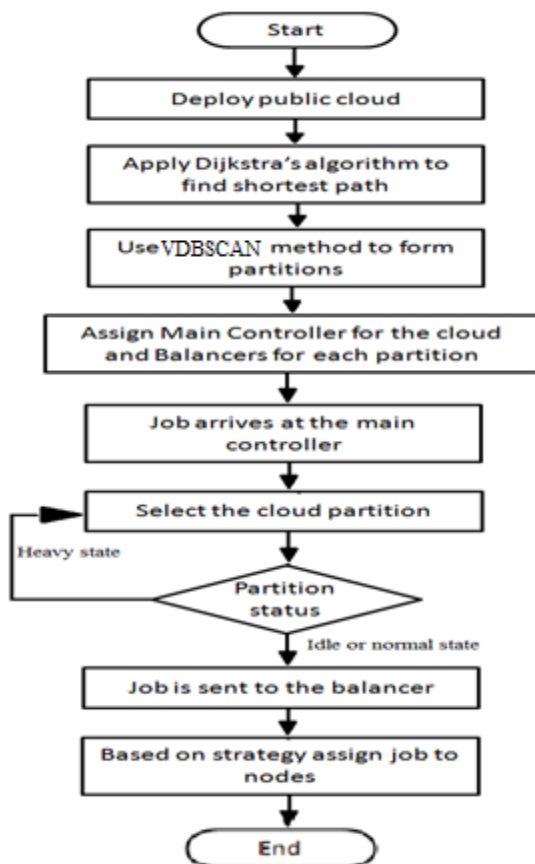 Start
Deploy public cloud
Apply Dijkstra's algorithm to
find shortest path
Use VDBSCAN method to form
partitions
Assign Main Controller for the cloud
and Balancers for each partition
Job arrives at the main
controller
Select the cloud partition
Heavy state
Partition
status
Idle or normal state
Job is sent to the balancer
Based on strategy assign job to
nodes
End